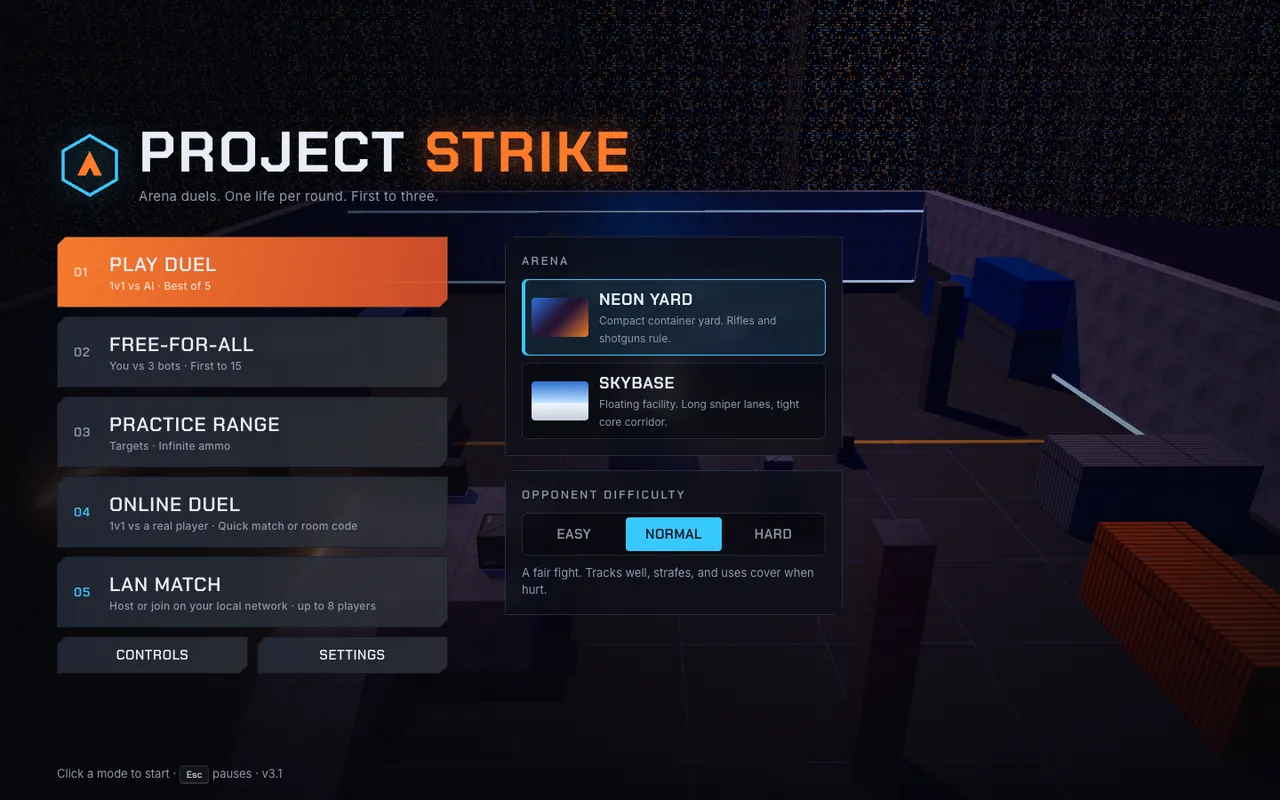 PROJECT STRIKE
Arena duels. One life per round. First to three.
01
PLAY DUEL
1v1 vs AI · Best of 5
02
FREE-FOR-ALL
You vs 3 bots · First to 15
03
PRACTICE RANGE
Targets · Infinite ammo
04
ONLINE DUEL
1v1 vs a real player · Quick match or room code
05
LAN MATCH
Host or join on your local network · up to 8 players
CONTROLS
SETTINGS
ARENA
NEON YARD
Compact container yard. Rifles and
shotguns rule.
SKYBASE
Floating facility. Long sniper lanes, tight
core corridor.
OPPONENT DIFFICULTY
EASY
NORMAL
HARD
A fair fight. Tracks well, strafes, and uses cover when
hurt.
Click a mode to start · Esc pauses · v3.1